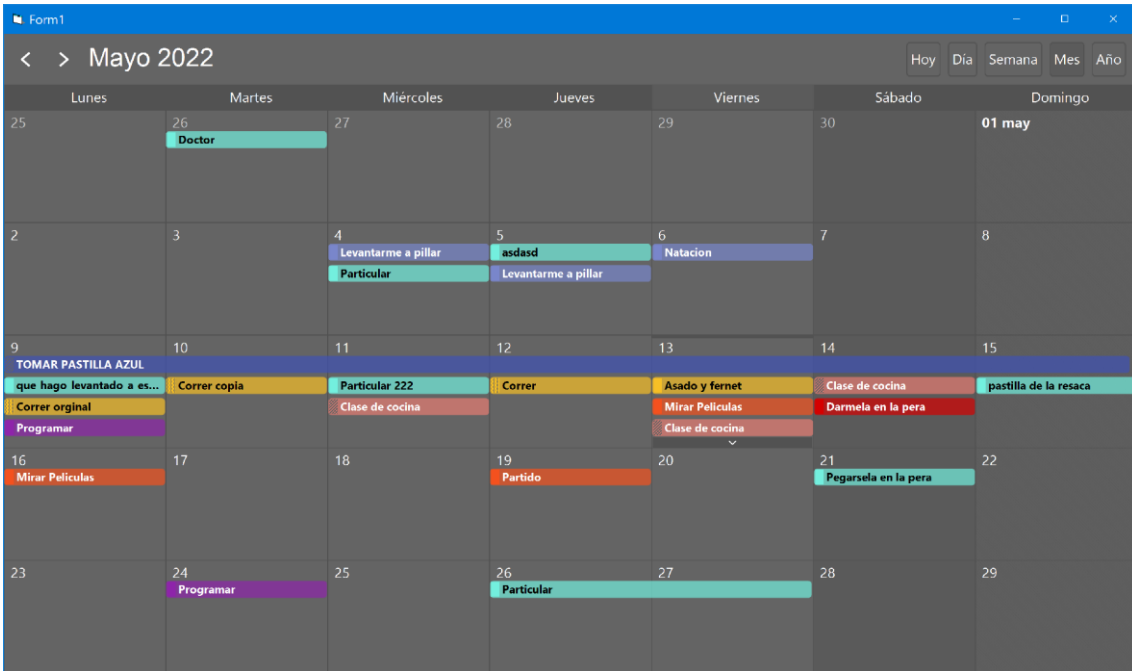 Form1
Mayo 2022
Hoy Día Semana Mes Año
Lunes Martes Miércoles Jueves Viernes Sábado Domingo
25 26 27 28 29 30 01 may
Doctor
2 3 4 5 6 7 8
Levantarme a pillar asdasd Natacion
Particular Levantarme a pillar
9 10 11 12 13 14 15
TOMAR PASTILLA AZUL
que hago levantado a es... Correr copia Particular 222 Correr Asado y fernet Clase de cocina pastilla de la resaca
Correr orginal Clase de cocina Mirar Peliculas Darmela en la pera
Programar Clase de cocina
16 17 18 19 20 21 22
Mirar Peliculas Partido Pegarsela en la pera
23 24 25 26 27 28 29
Programar Particular